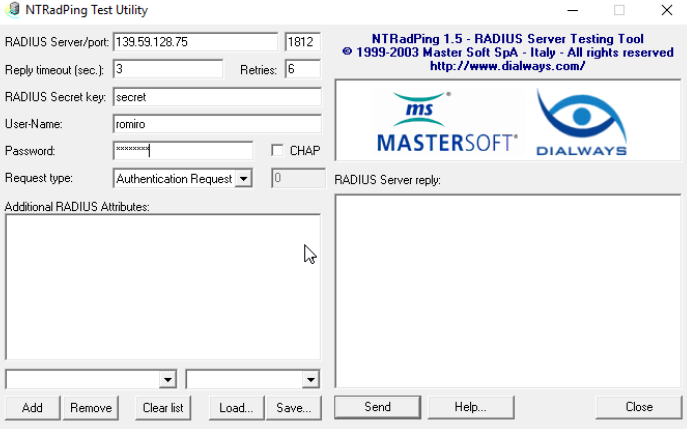 NTRadPing Test Utility
RADIUS Server/port: 139.59.128.75 1812
Reply timeout (sec.): 3 Retries: 6
RADIUS Secret key: secret
User-Name: romiro
Password: xxxxxxxx CHAP
Request type: Authentication Request 0
Additional RADIUS Attributes:
Add Remove Clear list Load... Save...
NTRadPing 1.5 - RADIUS Server Testing Tool
© 1999-2003 Master Soft SpA - Italy - All rights reserved
http://www.dialways.com/
ms
MASTERSOFT
DIALWAYS
RADIUS Server reply:
Send Help... Close